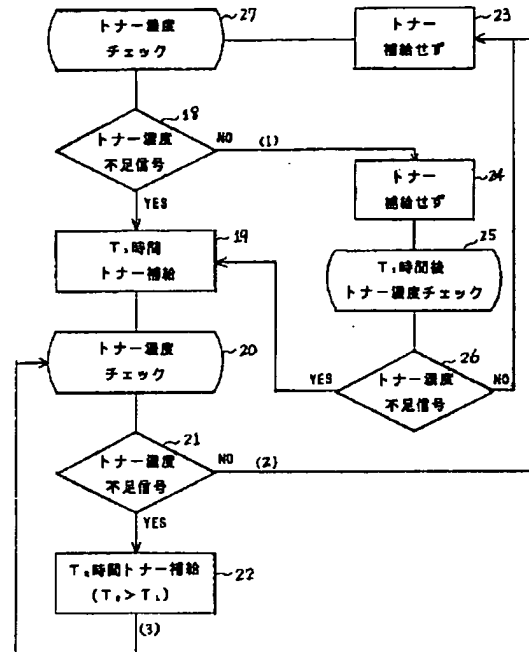 トナー濃度
チェック
27
トナー
補給せず
23
トナー濃度
不足信号
18
NO
(1)
YES
トナー
補給せず
24
T₁時間
トナー補給
19
T₁時間後
トナー濃度チェック
25
トナー濃度
チェック
20
トナー濃度
不足信号
26
YES
NO
トナー濃度
不足信号
21
NO
(2)
YES
T₂時間トナー補給
(T₂>T₁)
22
(3)